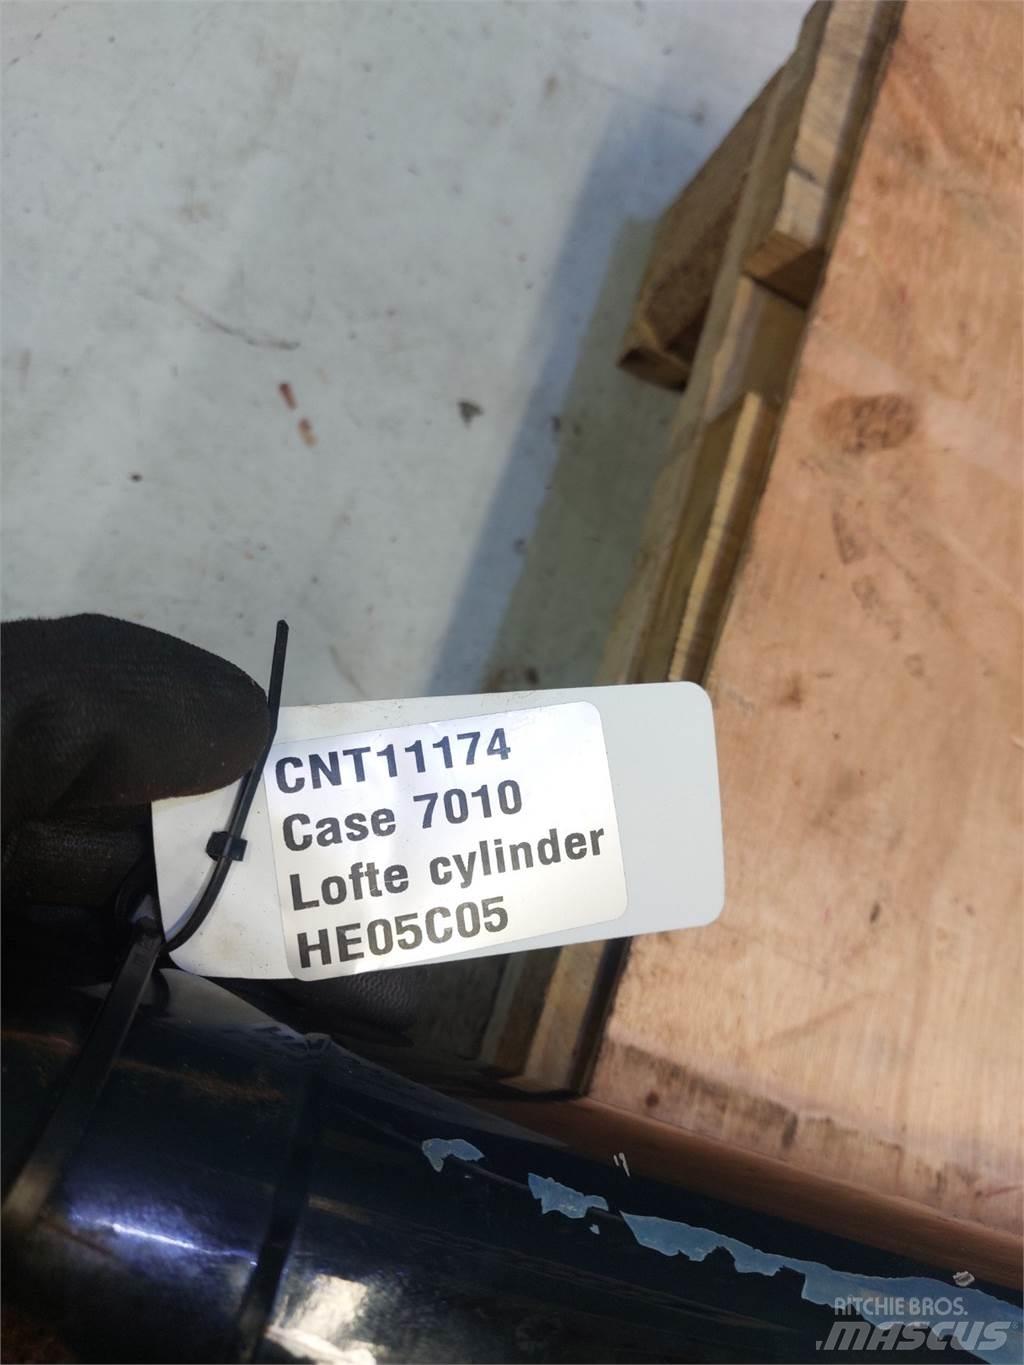 CNT11174
Case 7010
Lofte cylinder
HE05C05
RITCHIE BROS.
MASCUS